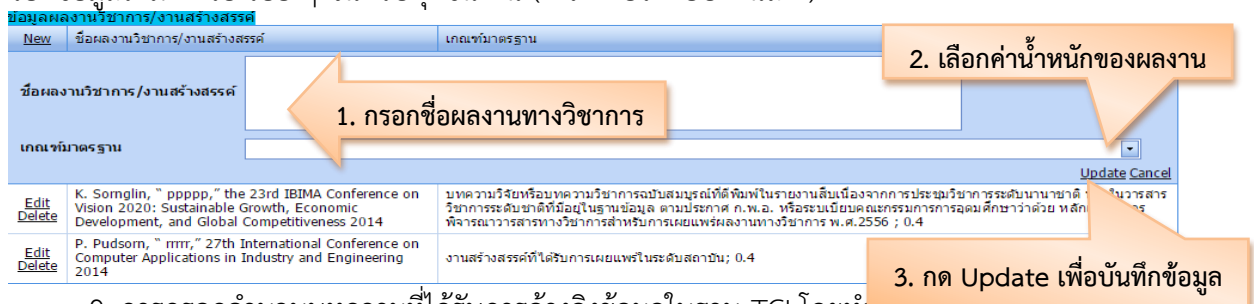 ข้อมูลผลงานวิชาการ/งานสร้างสรรค์
New ชื่อผลงานวิชาการ/งานสร้างสรรค์ เกณฑ์มาตรฐาน
2. เลือกค่าน้ำหนักของผลงาน
ชื่อผลงานวิชาการ/งานสร้างสรรค์
1. กรอกชื่อผลงานทางวิชาการ
เกณฑ์มาตรฐาน
Update Cancel
Edit
Delete
K. Sornglin, " ppppp," the 23rd IBIMA Conference on
Vision 2020: Sustainable Growth, Economic
Development, and Global Competitiveness 2014
บทความวิจัยหรือบทความวิชาการฉบับสมบูรณ์ที่ตีพิมพ์ในรายงานสืบเนื่องจากการประชุมวิชาการระดับนานาชาติ ในวารสาร
วิชาการระดับชาติที่มีอยู่ในฐานข้อมูล ตามประกาศ ก.พ.อ. หรือระบเบียบคณะกรรมการการอุดมศึกษาว่าด้วย
พิจารณาวารสารทางวิชาการสำหรับการเผยแพร่ผลงานทางวิชาการ พ.ศ.2556 ; 0.4
Edit
Delete
P. Pudsorn, " rrrrr," 27th International Conference on
Computer Applications in Industry and Engineering
2014
งานสร้างสรรค์ที่ได้รับการเผยแพร่ในระดับสถาบัน; 0.4
3. กด Update เพื่อบันทึกข้อมูล